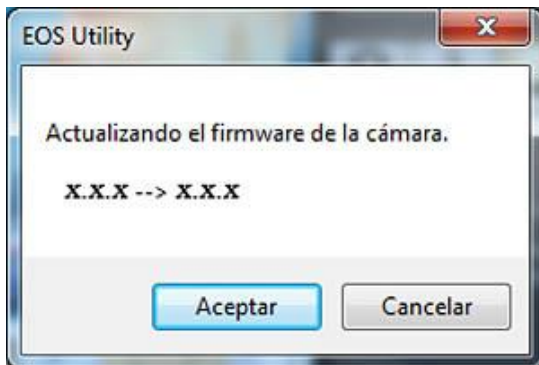 EOS Utility
Actualizando el firmware de la cámara.
x.x.x --> x.x.x
Aceptar
Cancelar